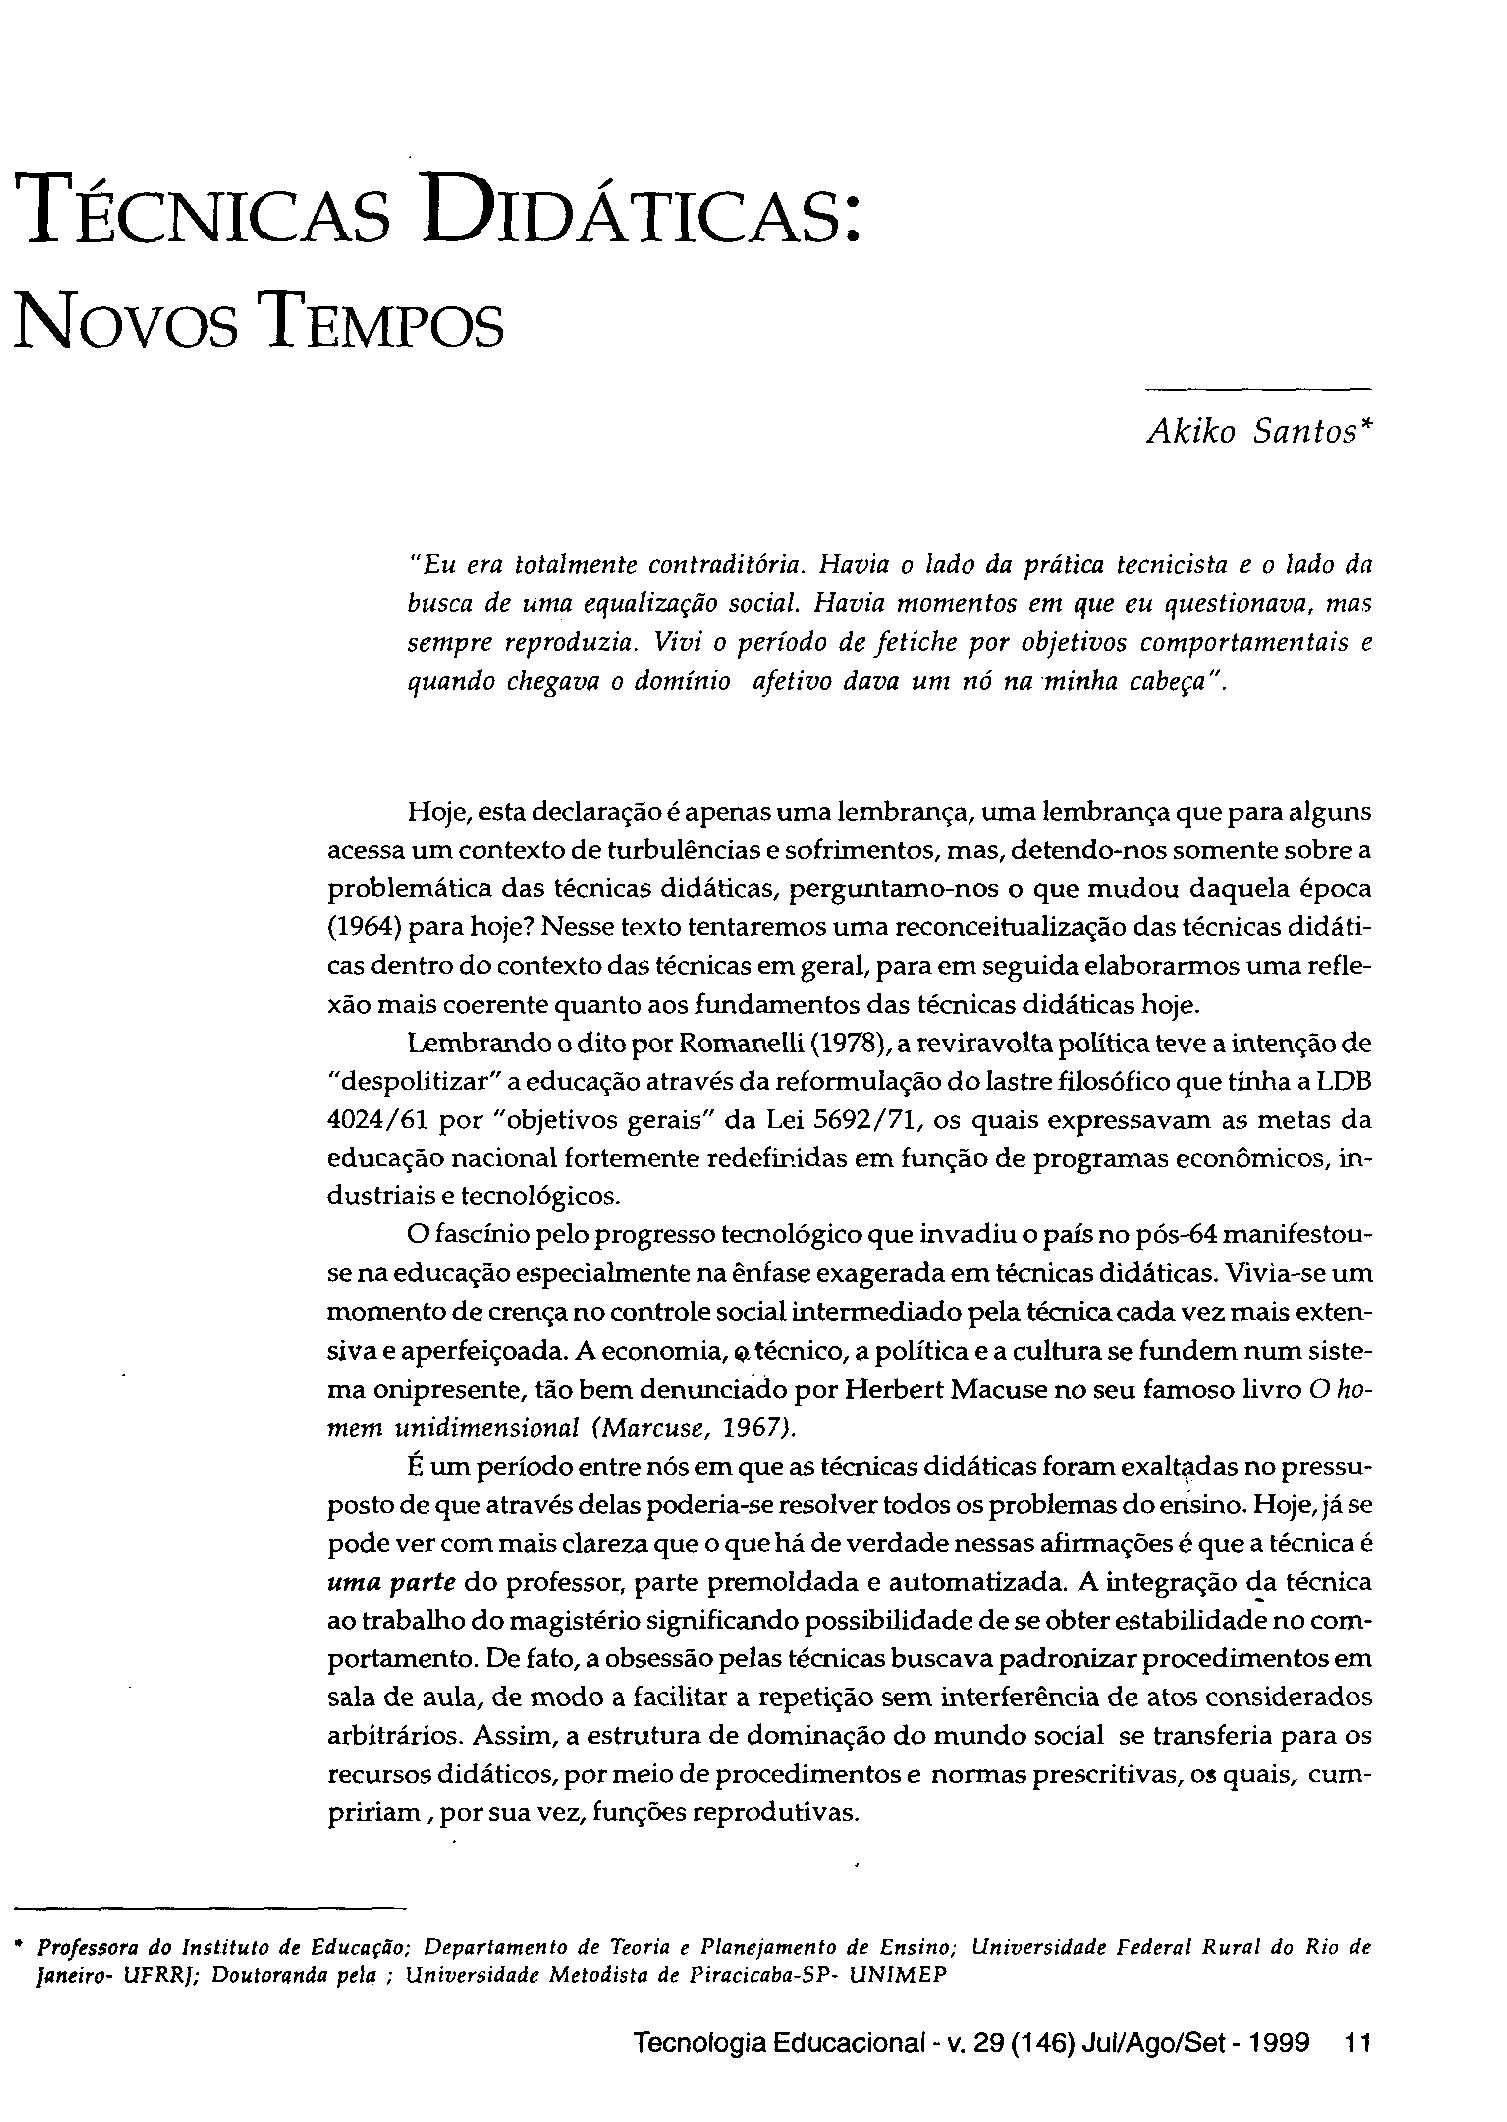 TÉCNICAS DIDÁTICAS:
NOVOS TEMPOS
Akiko Santos*
"Eu era totalmente contraditória. Havia o lado da prática tecnicista e o lado da
busca de uma equalização social. Havia momentos em que eu questionava, mas
sempre reproduzia. Vivi o período de fetiche por objetivos comportamentais e
quando chegava o domínio afetivo dava um nó na minha cabeça".
Hoje, esta declaração é apenas uma lembrança, uma lembrança que para alguns
acessa um contexto de turbulências e sofrimentos, mas, detendo-nos somente sobre a
problemática das técnicas didáticas, perguntamo-nos o que mudou daquela época
(1964) para hoje? Nesse texto tentaremos uma reconceitualização das técnicas didáti-
cas dentro do contexto das técnicas em geral, para em seguida elaborarmos uma refle-
xão mais coerente quanto aos fundamentos das técnicas didáticas hoje.
Lembrando o dito por Romanelli (1978), a reviravolta política teve a intenção de
"despolitizar" a educação através da reformulação do lastre filosófico que tinha a LDB
4024/61 por "objetivos gerais" da Lei 5692/71, os quais expressavam as metas da
educação nacional fortemente redefinidas em função de programas econômicos, in-
dustriais e tecnológicos.
O fascínio pelo progresso tecnológico que invadiu o país no pós-64 manifestou-
se na educação especialmente na ênfase exagerada em técnicas didáticas. Vivia-se um
momento de crença no controle social intermediado pela técnica cada vez mais exten-
siva e aperfeiçoada. A economia, o técnico, a política e a cultura se fundem num siste-
ma onipresente, tão bem denunciado por Herbert Macuse no seu famoso livro O ho-
mem unidimensional (Marcuse, 1967).
É um período entre nós em que as técnicas didáticas foram exaltadas no pressu-
posto de que através delas poderia-se resolver todos os problemas do ensino. Hoje, já se
pode ver com mais clareza que o que há de verdade nessas afirmações é que a técnica é
uma parte do professor, parte premoldada e automatizada. A integração da técnica
ao trabalho do magistério significando possibilidade de se obter estabilidade no com-
portamento. De fato, a obsessão pelas técnicas buscava padronizar procedimentos em
sala de aula, de modo a facilitar a repetição sem interferência de atos considerados
arbitrários. Assim, a estrutura de dominação do mundo social se transferia para os
recursos didáticos, por meio de procedimentos e normas prescritivas, os quais, cum-
pririam , por sua vez, funções reprodutivas.
* Professora do Instituto de Educação; Departamento de Teoria e Planejamento de Ensino; Universidade Federal Rural do Rio de
Janeiro- UFRRJ; Doutoranda pela ; Universidade Metodista de Piracicaba-SP- UNIMEP
Tecnologia Educacional - v. 29 (146) Jul/Ago/Set - 1999 11